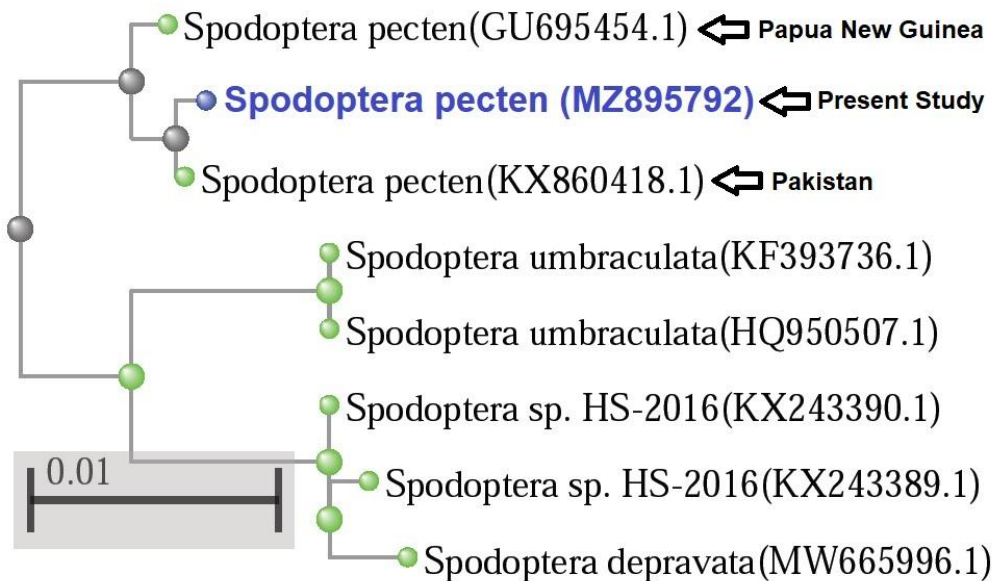 Spodoptera pecten(GU695454.1) Papua New Guinea
Spodoptera pecten (MZ895792) Present Study
Spodoptera pecten(KX860418.1) Pakistan
Spodoptera umbraculata(KF393736.1)
Spodoptera umbraculata(HQ950507.1)
Spodoptera sp. HS-2016(KX243390.1)
0.01
Spodoptera sp. HS-2016(KX243389.1)
Spodoptera depravata(MW665996.1)